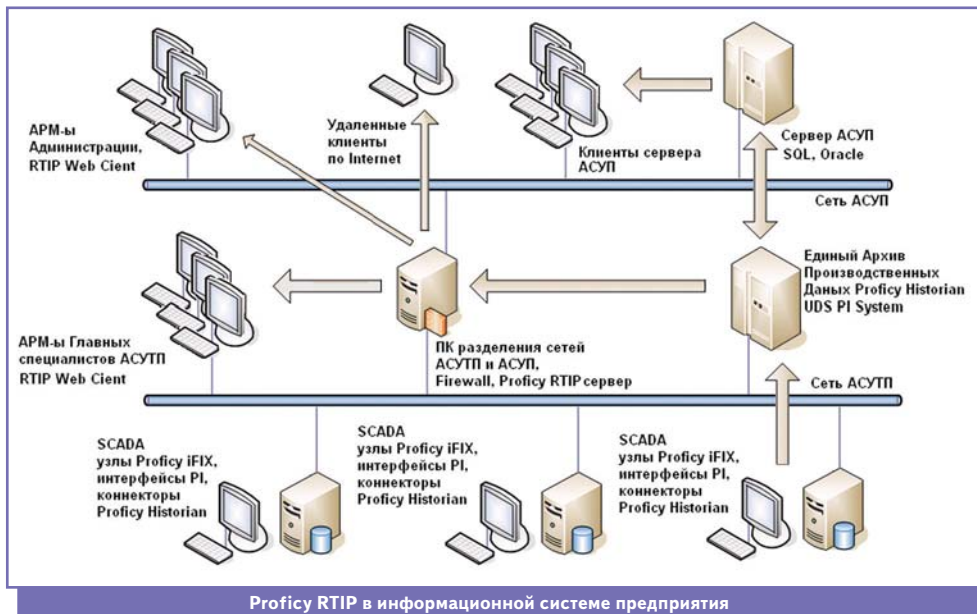 АРМ-ы
Администрации,
RTIP Web Cient
Удаленные
клиенты
по Internet
Клиенты сервера
АСУП
Сервер АСУП
SQL, Oracle
Сеть АСУП
АРМ-ы Главных
специалистов АСУТП
RTIP Web Cient
ПК разделения сетей
АСУТП и АСУП,
Firewall, Proficy RTIP сервер
Единый Архив
Производственных
Даных Proficy Historian
UDS PI System
Сеть АСУТП
SCADA
узлы Proficy iFIX,
интерфейсы PI,
коннекторы
Proficy Historian
SCADA
узлы Proficy iFIX,
интерфейсы PI,
коннекторы
Proficy Historian
SCADA
узлы Proficy iFIX,
интерфейсы PI,
коннекторы
Proficy Historian
Proficy RTIP в информационной системе предприятия